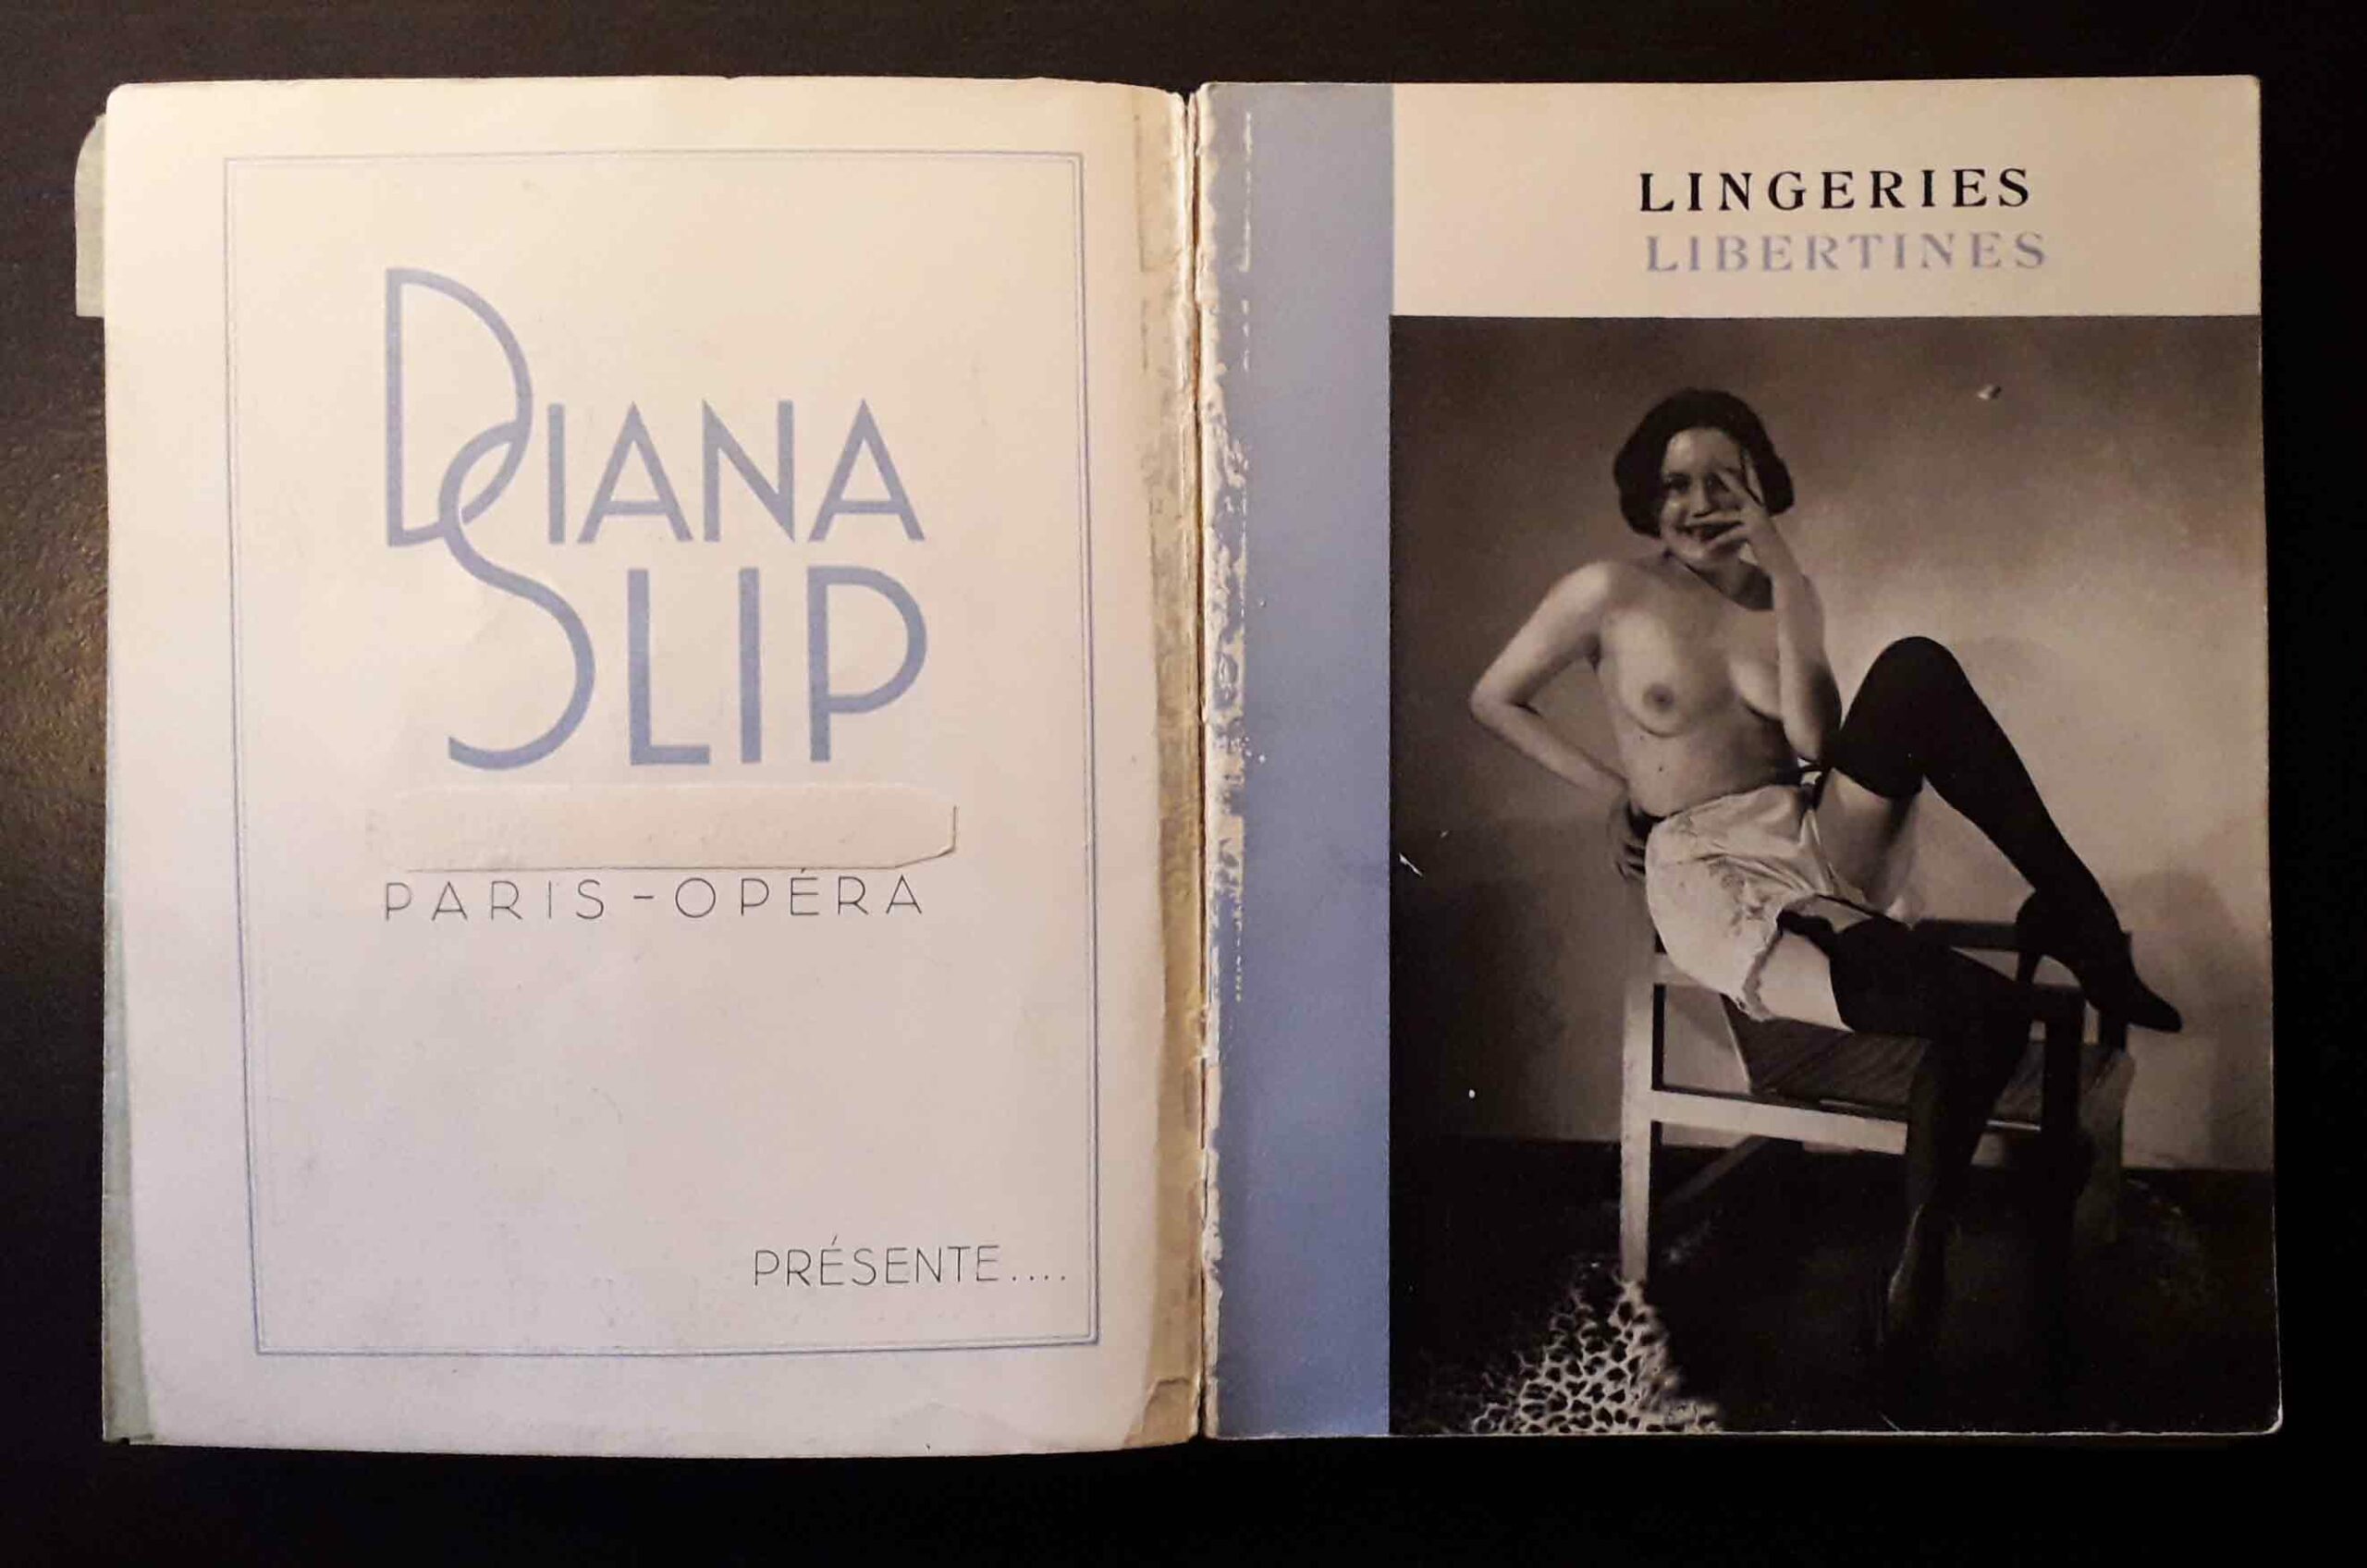 DIANA
SLIP
PARIS-OPÉRA
PRÉSENTE....
LINGERIES
LIBERTINES